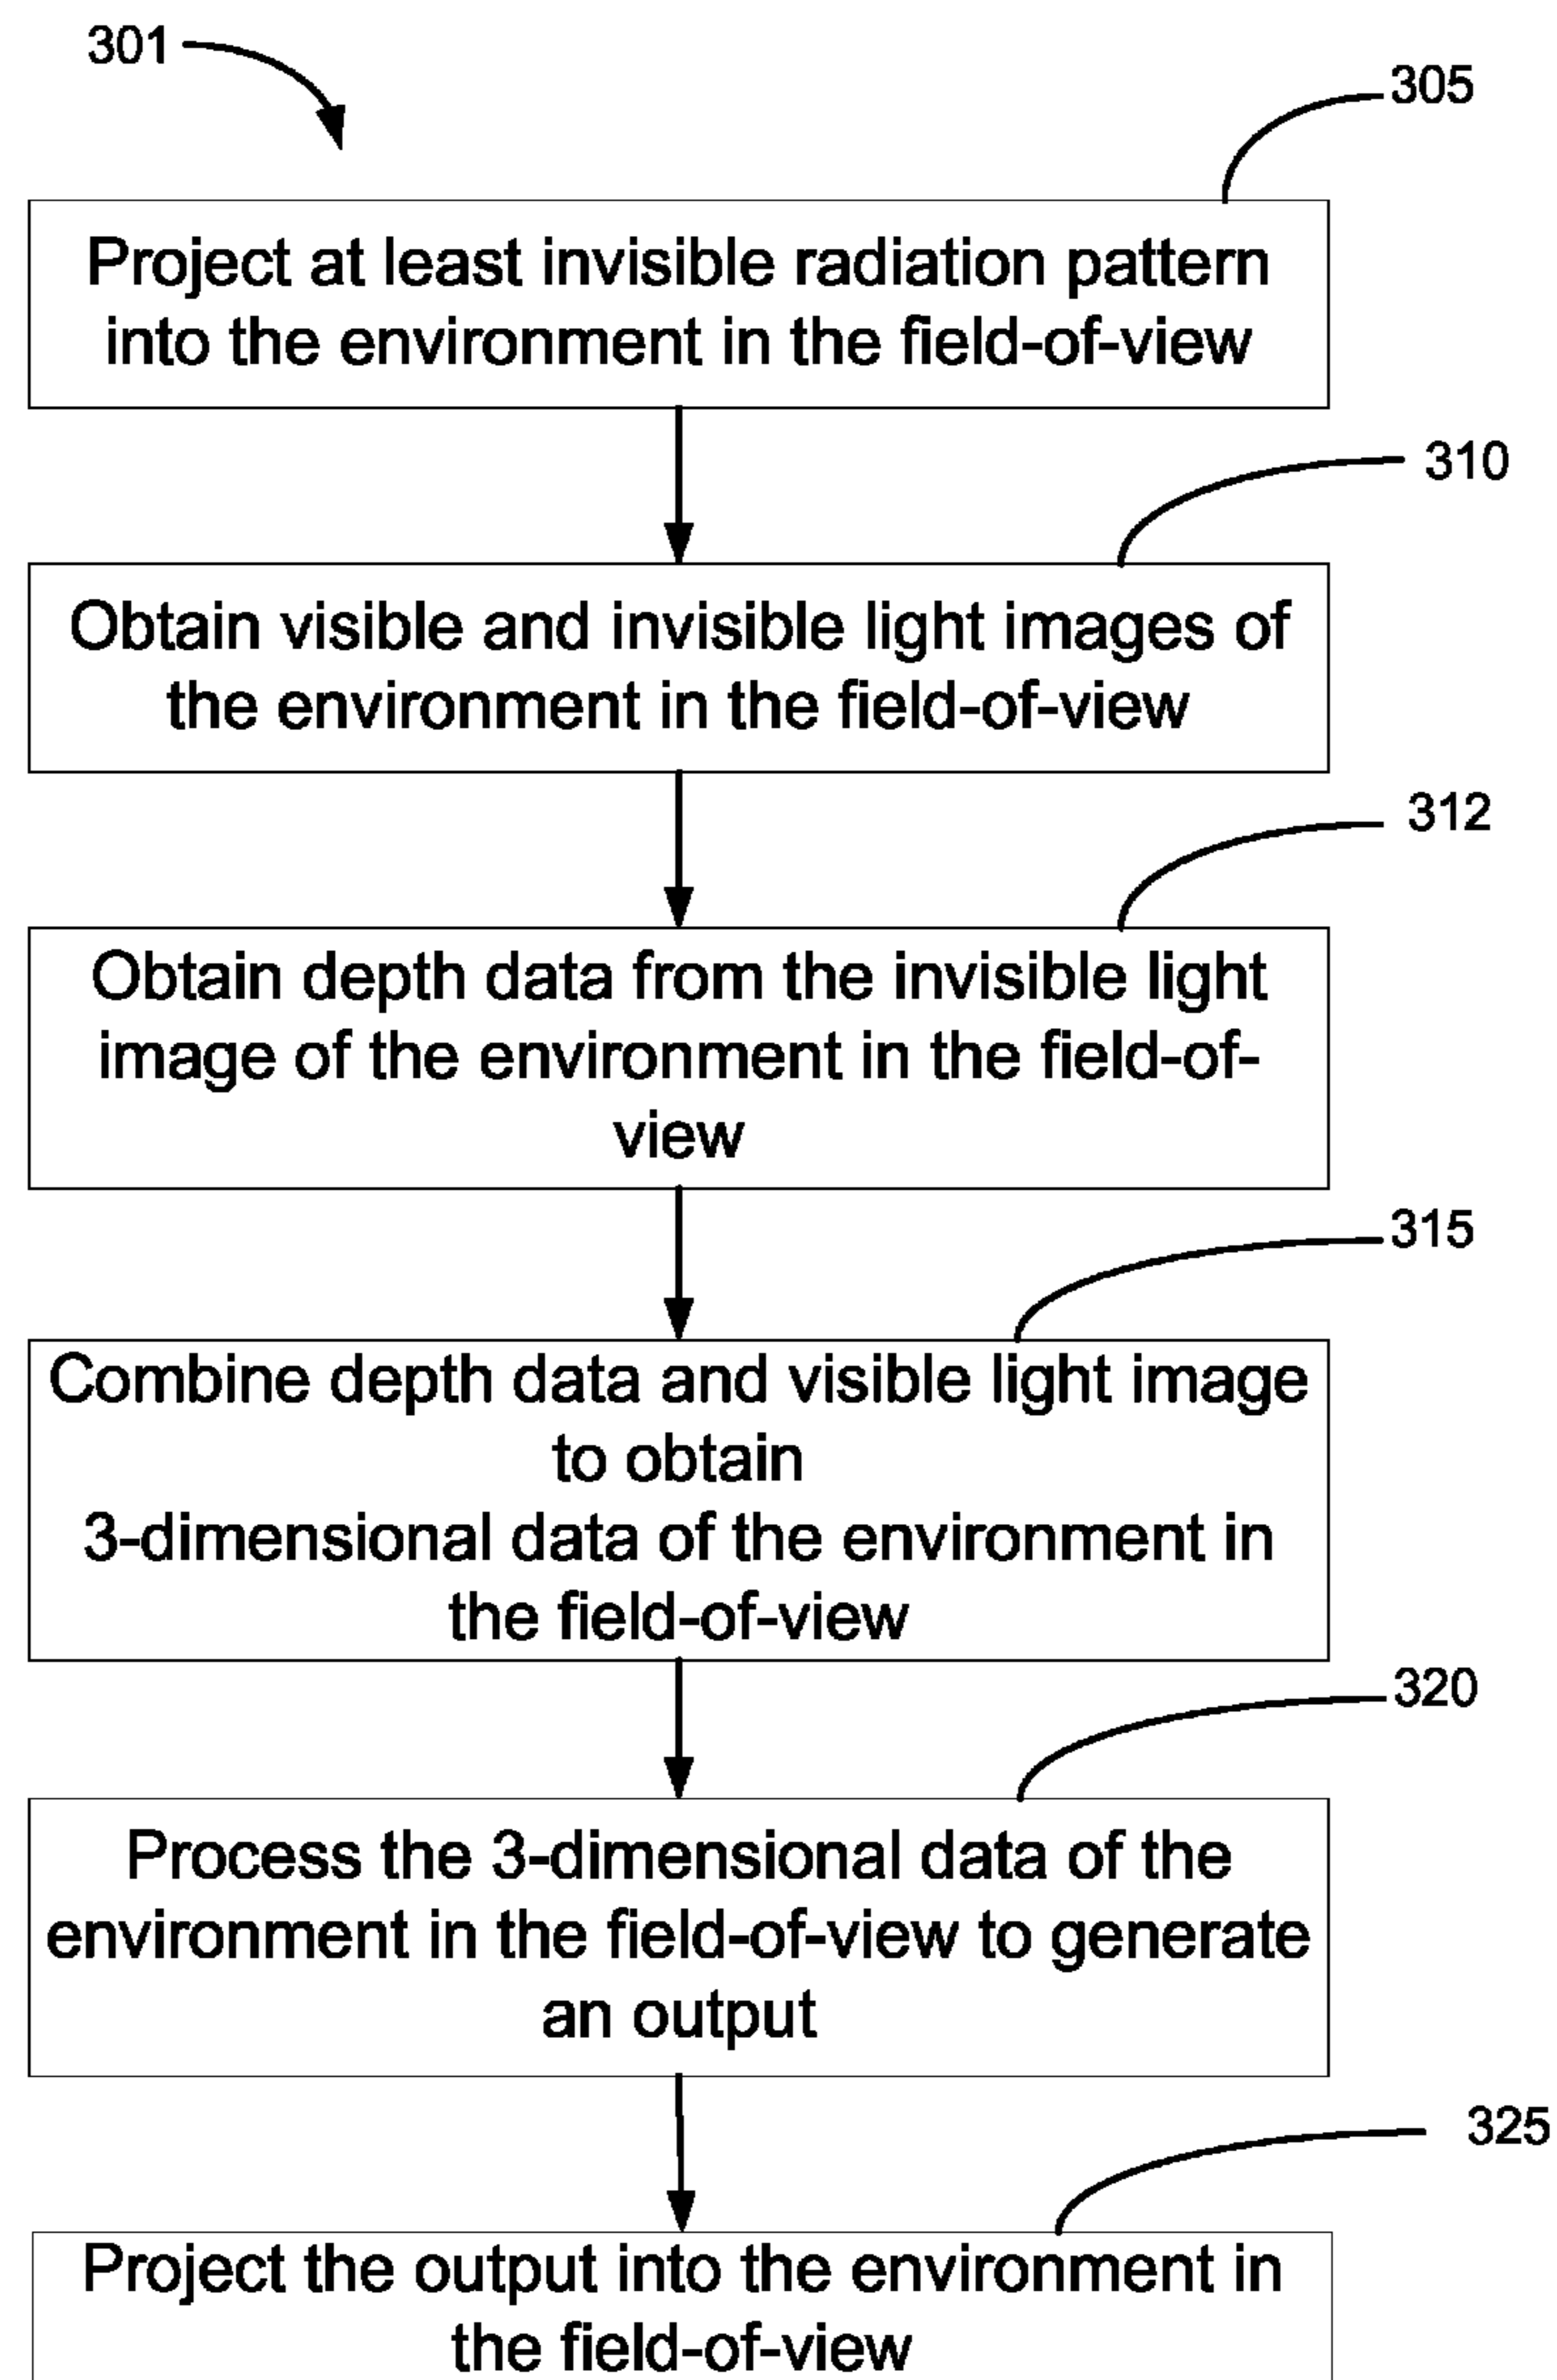 301
305
Project at least invisible radiation pattern
into the environment in the field-of-view
310
Obtain visible and invisible light images of
the environment in the field-of-view
312
Obtain depth data from the invisible light
image of the environment in the field-of-
view
315
Combine depth data and visible light image
to obtain
3-dimensional data of the environment in
the field-of-view
320
Process the 3-dimensional data of the
environment in the field-of-view to generate
an output
325
Project the output into the environment in
the field-of-view